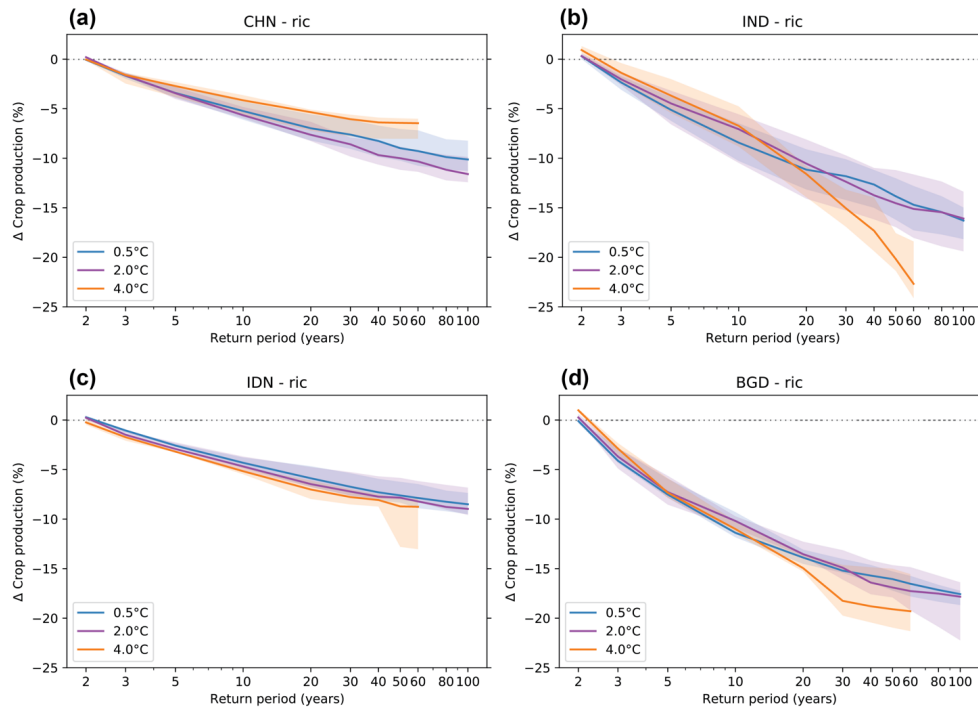 (a)
CHN - ric
0
−5
−10
−15
−20
−25
Δ Crop production (%)
0.5°C
2.0°C
4.0°C
2 3 5 10 20 30 40 50 60 80 100
Return period (years)
(b)
IND - ric
0
−5
−10
−15
−20
−25
Δ Crop production (%)
0.5°C
2.0°C
4.0°C
2 3 5 10 20 30 40 50 60 80 100
Return period (years)
(c)
IDN - ric
0
−5
−10
−15
−20
−25
Δ Crop production (%)
0.5°C
2.0°C
4.0°C
2 3 5 10 20 30 40 50 60 80 100
Return period (years)
(d)
BGD - ric
0
−5
−10
−15
−20
−25
Δ Crop production (%)
0.5°C
2.0°C
4.0°C
2 3 5 10 20 30 40 50 60 80 100
Return period (years)